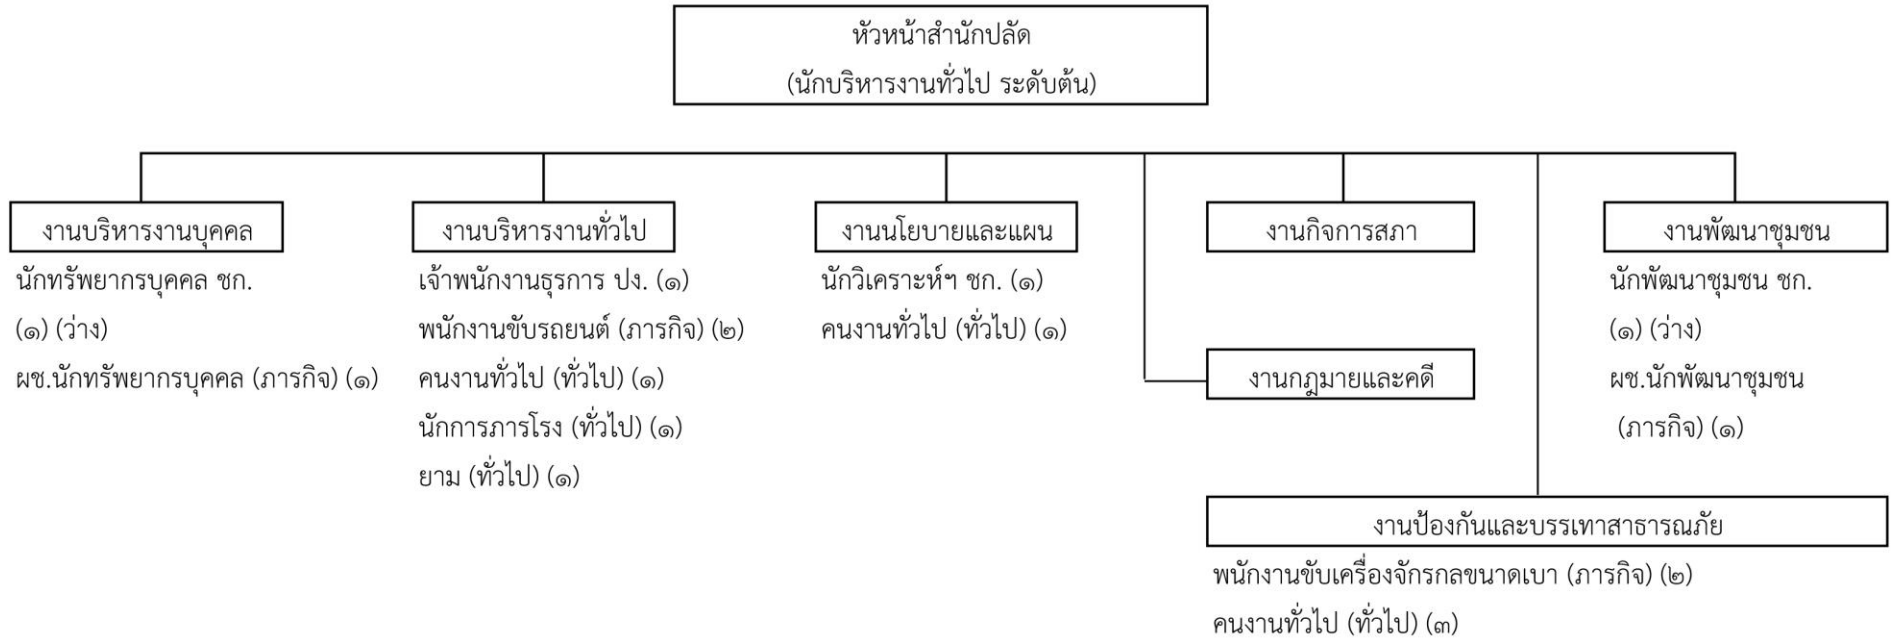 หัวหน้าสำนักปลัด
(นักบริหารงานทั่วไป ระดับต้น)
งานบริหารงานบุคคล
นักทรัพยากรบุคคล ชก.
(๑) (ว่าง)
ผช.นักทรัพยากรบุคคล (ภารกิจ) (๑)
งานบริหารงานทั่วไป
เจ้าพนักงานธุรการ ปง. (๑)
พนักงานขับรถยนต์ (ภารกิจ) (๒)
คนงานทั่วไป (ทั่วไป) (๑)
นักการภารโรง (ทั่วไป) (๑)
ยาม (ทั่วไป) (๑)
งานนโยบายและแผน
นักวิเคราะห์ฯ ชก. (๑)
คนงานทั่วไป (ทั่วไป) (๑)
งานกิจการสภา
งานกฎมายและคดี
งานพัฒนาชุมชน
นักพัฒนาชุมชน ชก.
(๑) (ว่าง)
ผช.นักพัฒนาชุมชน
(ภารกิจ) (๑)
งานป้องกันและบรรเทาสาธารณภัย
พนักงานขับเครื่องจักรกลขนาดเบา (ภารกิจ) (๒)
คนงานทั่วไป (ทั่วไป) (๓)